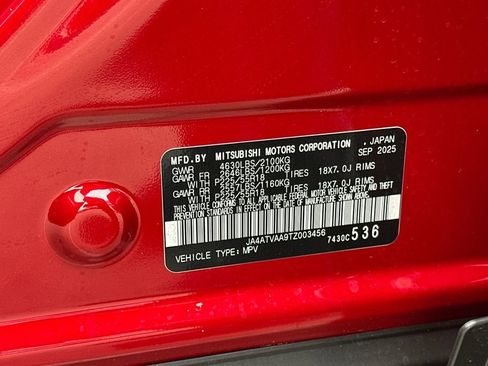 MFD.BY MITSUBISHI MOTORS CORPORATION , JAPAN
GVWR 4630LBS/2100KG SEP 2025
GAWR FR 2646LBS/1200KG
WITH P225/55R18 TIRES 18X7.0J RIMS
GAWR RR 2557LBS/1160KG
WITH P225/55R18 TIRES 18X7.0J RIMS
THIS VEHICLE CONFORMS TO ALL APPLICABLE FEDERAL MOTOR VEHICLE SAFETY, BUMPER AND THEFT PREVENTION STANDARDS IN EFFECT ON THE DATE OF MANUFACTURE SHOWN ABOVE.
JA4ATVAA9TZ003456 7430C 536
VEHICLE TYPE: MPV